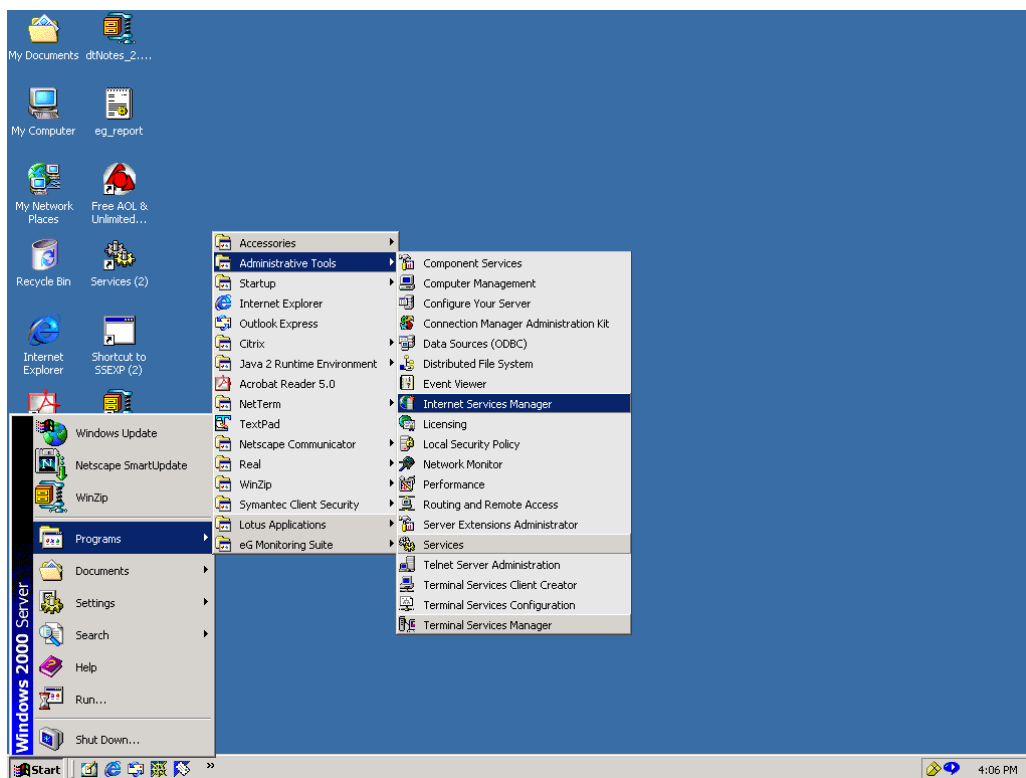 My Documents
dtNotes_2....
My Computer
eg_report
My Network
Places
Free AOL &
Unlimited...
Recycle Bin
Services (2)
Internet
Explorer
Shortcut to
SSEXP (2)
Windows Update
Netscape SmartUpdate
WinZip
Programs
Documents
Settings
Search
Help
Run...
Shut Down...
Windows 2000 Server
Accessories
Administrative Tools
Startup
Internet Explorer
Outlook Express
Citrix
Java 2 Runtime Environment
Acrobat Reader 5.0
NetTerm
TextPad
Netscape Communicator
Real
WinZip
Symantec Client Security
Lotus Applications
eG Monitoring Suite
Component Services
Computer Management
Configure Your Server
Connection Manager Administration Kit
Data Sources (ODBC)
Distributed File System
Event Viewer
Internet Services Manager
Licensing
Local Security Policy
Network Monitor
Performance
Routing and Remote Access
Server Extensions Administrator
Services
Telnet Server Administration
Terminal Services Client Creator
Terminal Services Configuration
Terminal Services Manager
Start
»
4:06 PM